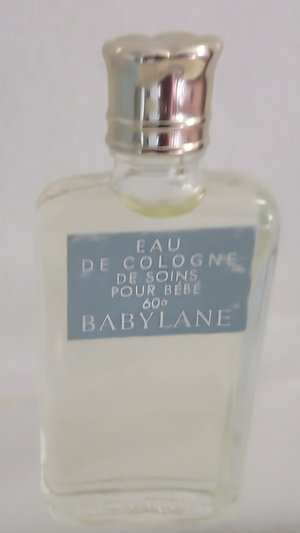 EAU
DE COLOGNE
DE SOINS
POUR BÉBÉ
60°
BABYLANE